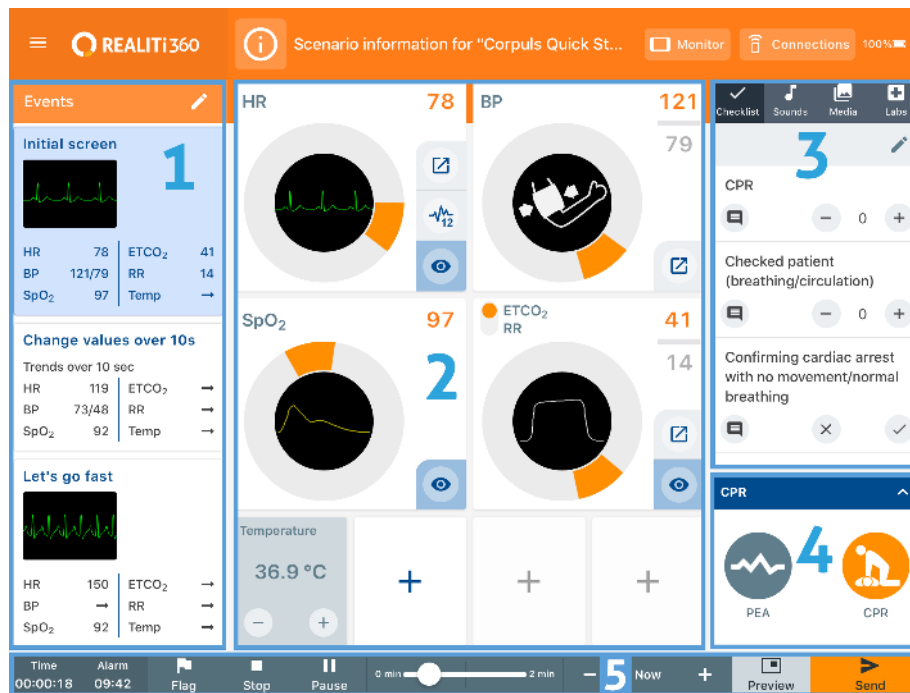 REALITi360
Scenario information for "Corpuls Quick St...
Monitor
Connections
100%
Events
Initial screen
1
HR 78 ETCO₂ 41
BP 121/79 RR 14
SpO₂ 97 Temp →
Change values over 10s
Trends over 10 sec
HR 119 ETCO₂ →
BP 73/48 RR →
SpO₂ 92 Temp →
Let's go fast
HR 150 ETCO₂ →
BP → RR →
SpO₂ 92 Temp →
HR 78
12
BP 121
79
SpO₂ 97
2
ETCO₂ 41
RR
14
Temperature
36.9 °C
− +
+ + +
Checklist Sounds Media Labs
3
CPR
− 0 +
Checked patient
(breathing/circulation)
− 0 +
Confirming cardiac arrest
with no movement/normal
breathing
CPR
4
PEA CPR
Time Alarm
00:00:18 09:42
Flag
Stop
Pause
0 min 2 min
− 5 Now +
Preview
Send